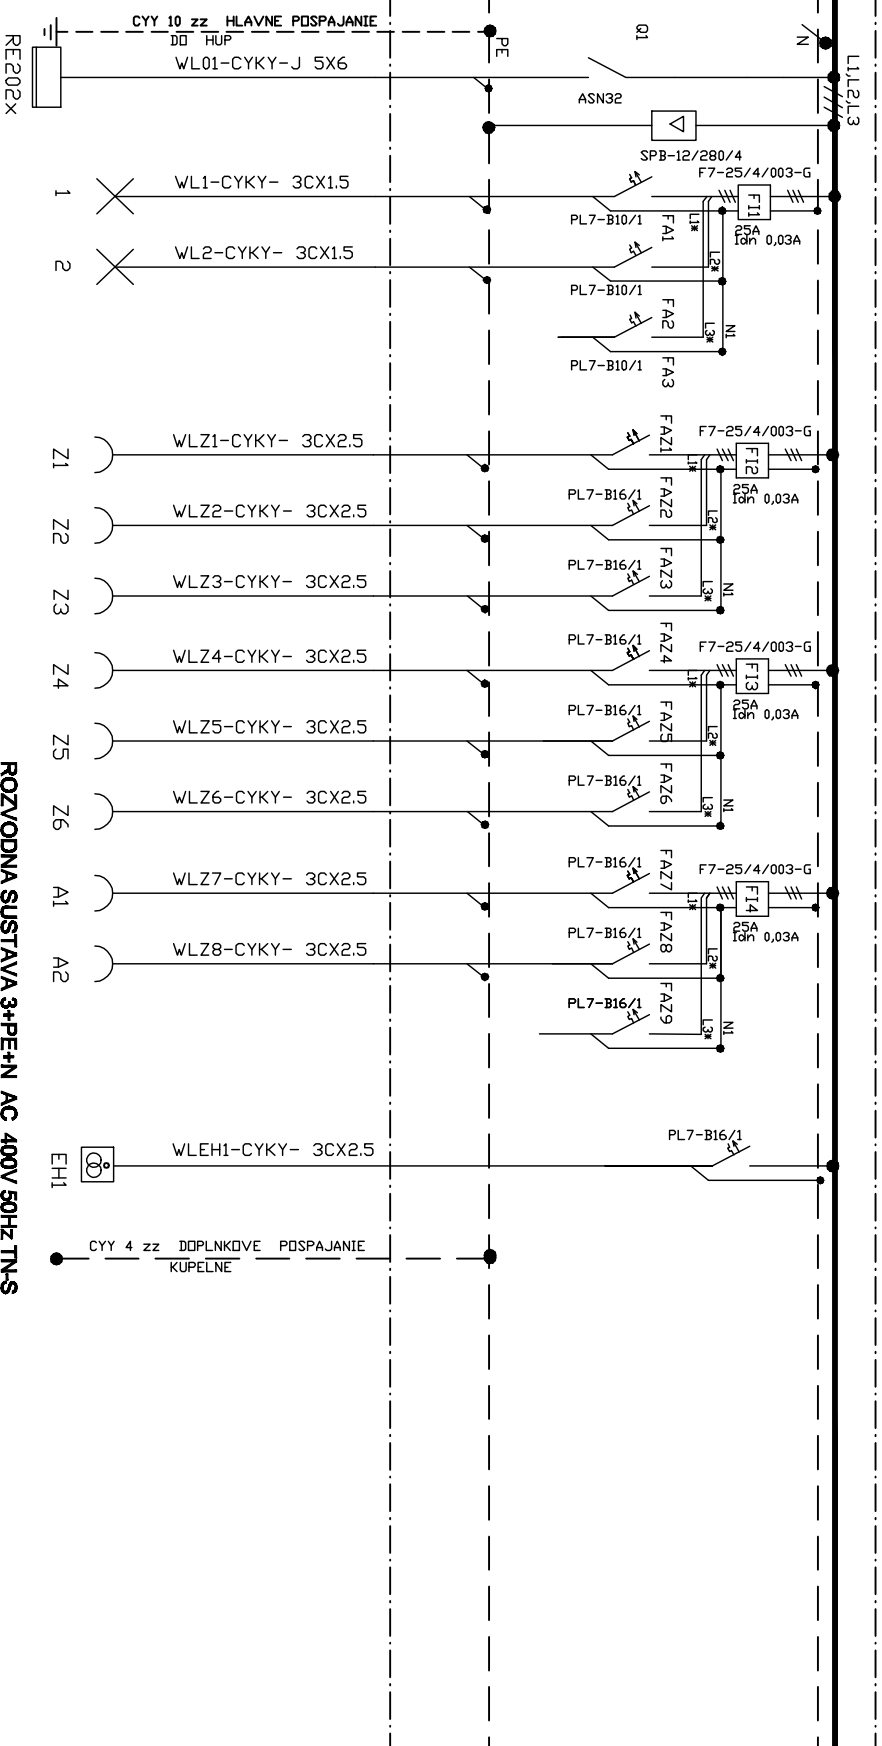 CYY 10 zz HLAVNE POSPAJANIE
DO HUP
PE
Q1
N
L1,L2,L3
RE202x
WL01-CYKY-J 5X6
ASN32
SPB-12/280/4
1
WL1-CYKY- 3CX1.5
PL7-B10/1
FA1
L1*
F7-25/4/003-G
FI1
25A
Idn 0,03A
2
WL2-CYKY- 3CX1.5
PL7-B10/1
FA2
L2*
PL7-B10/1
FA3
L3*
N1
Z1
WLZ1-CYKY- 3CX2.5
FAZ1
L1*
F7-25/4/003-G
FI2
25A
Idn 0,03A
Z2
WLZ2-CYKY- 3CX2.5
PL7-B16/1
FAZ2
L2*
Z3
WLZ3-CYKY- 3CX2.5
PL7-B16/1
FAZ3
L3*
N1
Z4
WLZ4-CYKY- 3CX2.5
PL7-B16/1
FAZ4
L1*
F7-25/4/003-G
FI3
25A
Idn 0,03A
Z5
WLZ5-CYKY- 3CX2.5
PL7-B16/1
FAZ5
L2*
Z6
WLZ6-CYKY- 3CX2.5
PL7-B16/1
FAZ6
L3*
N1
A1
WLZ7-CYKY- 3CX2.5
PL7-B16/1
FAZ7
L1*
F7-25/4/003-G
FI4
25A
Idn 0,03A
A2
WLZ8-CYKY- 3CX2.5
PL7-B16/1
FAZ8
L2*
PL7-B16/1
FAZ9
L3*
N1
EH1
WLEH1-CYKY- 3CX2.5
PL7-B16/1
CYY 4 zz DOPLNKOVE POSPAJANIE
KUPELNE
ROZVODNA SUSTAVA 3+PE+N AC 400V 50Hz TN-S